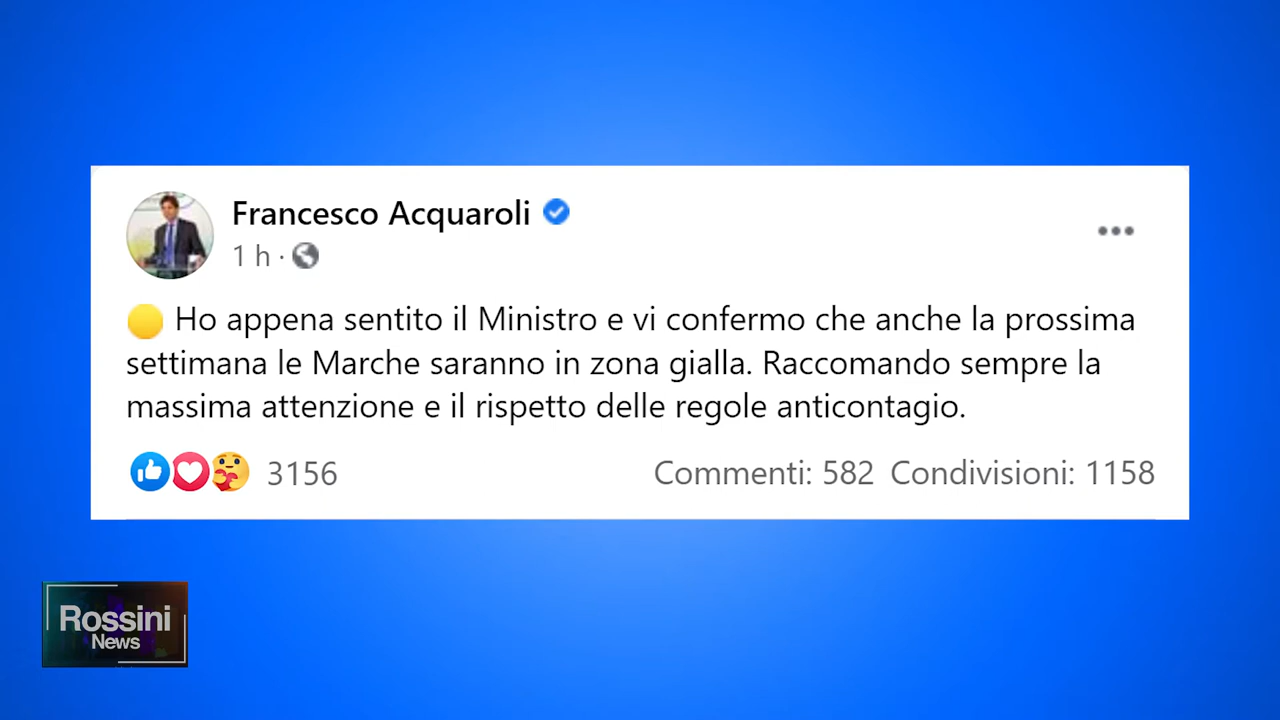 Francesco Acquaroli
1 h ·
Ho appena sentito il Ministro e vi confermo che anche la prossima
settimana le Marche saranno in zona gialla. Raccomando sempre la
massima attenzione e il rispetto delle regole anticontagio.
3156 Commenti: 582 Condivisioni: 1158
Rossini
News